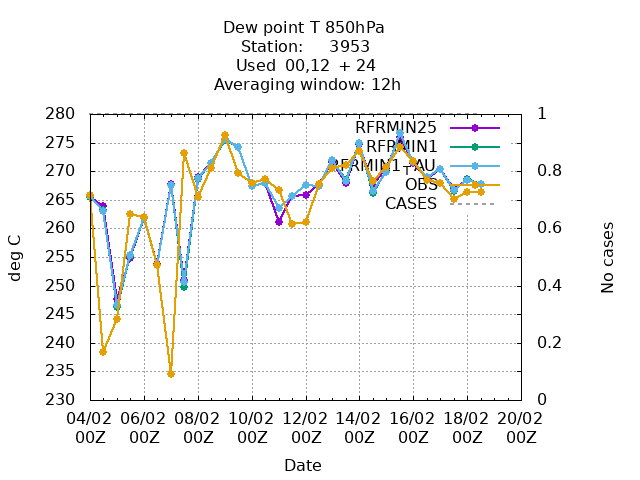 Dew point T 850hPa
Station: 3953
Used 00,12 + 24
Averaging window: 12h
280 1
275
270 0.8
265
260 0.6
255
250 0.4
245
240 0.2
235
230 0
RFRMIN25
RFRMIN1
RFRMIN1+AU
OBS
CASES
deg C
No cases
04/02 06/02 08/02 10/02 12/02 14/02 16/02 18/02 20/02
00Z 00Z 00Z 00Z 00Z 00Z 00Z 00Z 00Z
Date